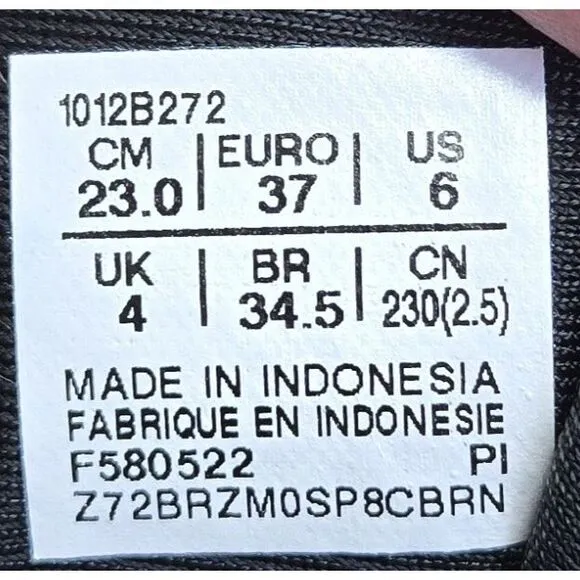 1012B272
CM | EURO | US
23.0 | 37 | 6
UK | BR | CN
4 | 34.5 | 230(2.5)
MADE IN INDONESIA
FABRIQUE EN INDONESIE
F580522 PI
Z72BRZM0SP8CBRN